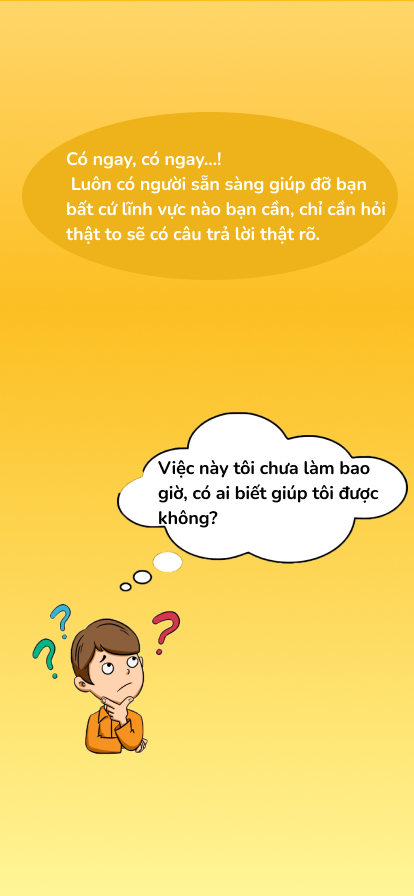 Có ngay, có ngay...!
Luôn có người sẵn sàng giúp đỡ bạn
bất cứ lĩnh vực nào bạn cần, chỉ cần hỏi
thật to sẽ có câu trả lời thật rõ.
Việc này tôi chưa làm bao
giờ, có ai biết giúp tôi được
không?